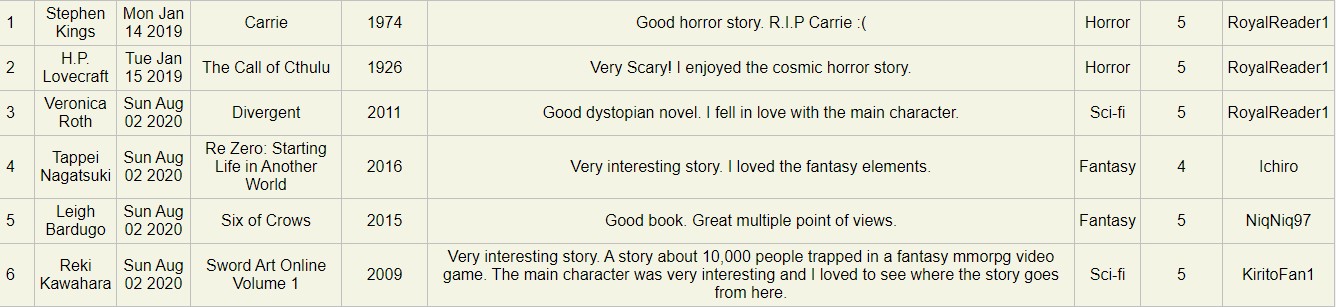 1 Stephen Kings Mon Jan 14 2019 Carrie 1974 Good horror story. R.I.P Carrie :( Horror 5 RoyalReader1
2 H.P. Lovecraft Tue Jan 15 2019 The Call of Cthulu 1926 Very Scary! I enjoyed the cosmic horror story. Horror 5 RoyalReader1
3 Veronica Roth Sun Aug 02 2020 Divergent 2011 Good dystopian novel. I fell in love with the main character. Sci-fi 5 RoyalReader1
4 Tappei Nagatsuki Sun Aug 02 2020 Re Zero: Starting Life in Another World 2016 Very interesting story. I loved the fantasy elements. Fantasy 4 Ichiro
5 Leigh Bardugo Sun Aug 02 2020 Six of Crows 2015 Good book. Great multiple point of views. Fantasy 5 NiqNiq97
6 Reki Kawahara Sun Aug 02 2020 Sword Art Online Volume 1 2009 Very interesting story. A story about 10,000 people trapped in a fantasy mmorpg video game. The main character was very interesting and I loved to see where the story goes from here. Sci-fi 5 KiritoFan1